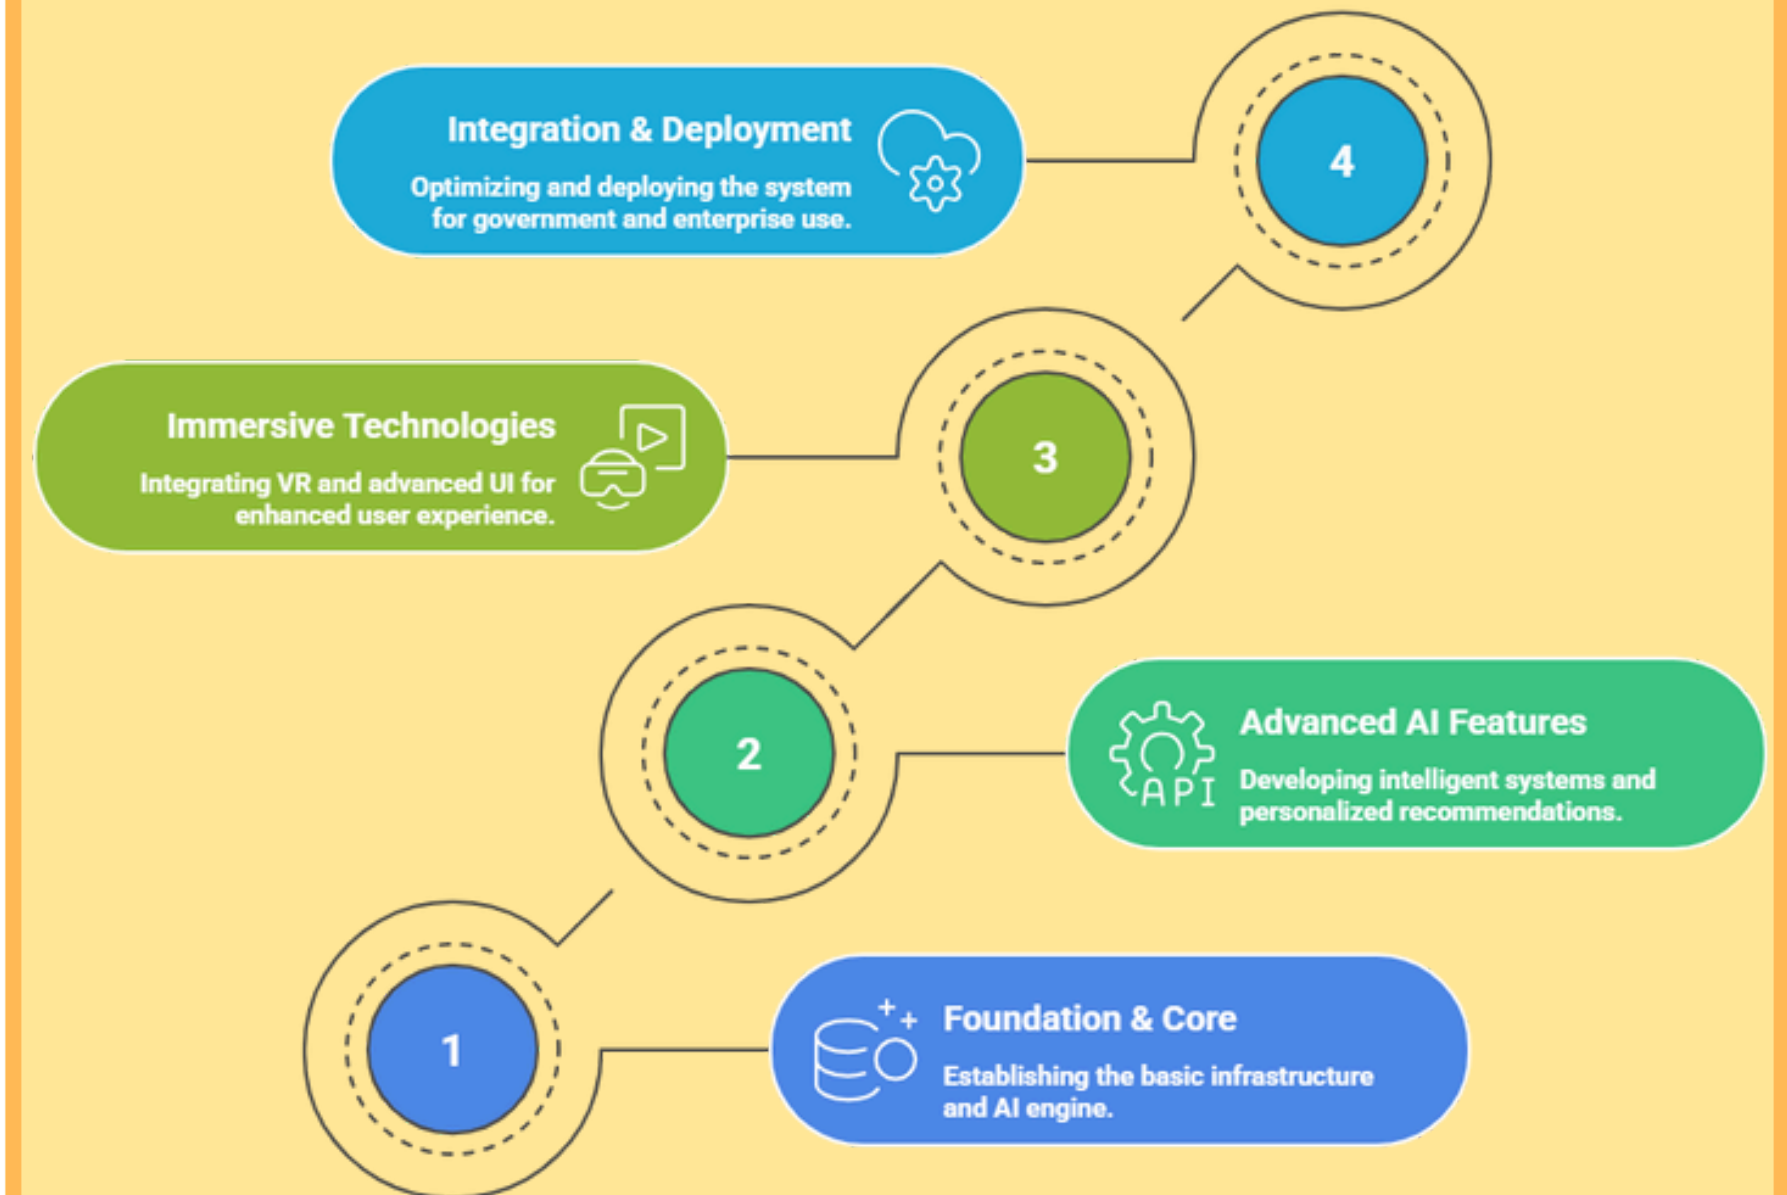 Integration & Deployment
Optimizing and deploying the system
for government and enterprise use.
4
Immersive Technologies
Integrating VR and advanced UI for
enhanced user experience.
3
2
API
Advanced AI Features
Developing intelligent systems and
personalized recommendations.
1
Foundation & Core
Establishing the basic infrastructure
and AI engine.